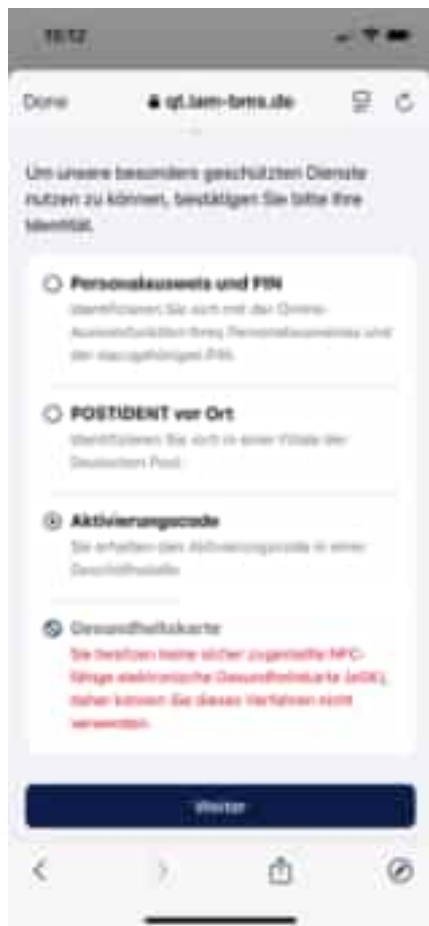 Done
Um unsere besonders geschützten Dienste
nutzen zu können, bestätigen Sie bitte Ihre
Identität.
Personalausweis und PIN
Identifizieren Sie sich mit der Online-
Ausweisfunktion Ihres Personalausweises und
der dazugehörigen PIN.
POSTIDENT vor Ort
Identifizieren Sie sich in einer Filiale der
Deutschen Post.
Aktivierungscode
Sie erhalten den Aktivierungscode in einer
Geschäftsstelle.
Gesundheitskarte
Sie besitzen keine sicher zugestellte NFC-
fähige elektronische Gesundheitskarte (eGK),
daher können Sie dieses Verfahren nicht
verwenden.
Weiter